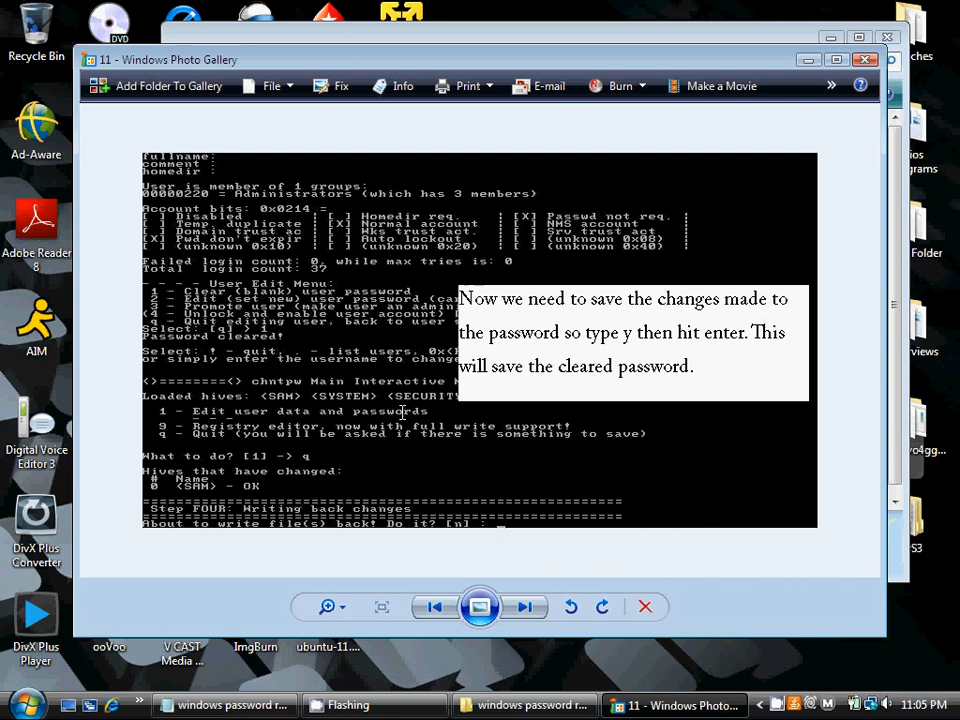 Recycle Bin
DVD
ches
11 - Windows Photo Gallery
Add Folder To Gallery
File
Fix
Info
Print
E-mail
Burn
Make a Movie
»
Ad-Aware
ios
ograms
Adobe Reader
8
older
AIM
views
Digital Voice
Editor 3
vo4gg...
DivX Plus
Converter
PS3
DivX Plus
Player
ooVoo
V CAST
Media ...
ImgBurn
ubuntu-11....
fullname:
comment :
homedir :
User is member of 1 groups:
00000220 = Administrators (which has 3 members)
Account bits: 0x0214 =
[ ] Disabled | [ ] Homedir req. | [X] Passwd not req. |
[ ] Temp. duplicate | [X] Normal account | [ ] NMS account |
[ ] Domain trust ac | [ ] Wks trust act. | [ ] Srv trust act |
[X] Pwd don't expir | [ ] Auto lockout | [ ] (unknown 0x08) |
[ ] (unknown 0x10) | [ ] (unknown 0x20) | [ ] (unknown 0x40) |
Failed login count: 0, while max tries is: 0
Total login count: 37
- - - - User Edit Menu:
1 - Clear (blank) user password
2 - Edit (set new) user password (ca
3 - Promote user (make user an admin
(4 - Unlock and enable user account) [
q - Quit editing user, back to user s
Select: [q] > 1
Password cleared!
Select: ! - quit, . - list users, 0x<
or simply enter the username to change
<>========<> chntpw Main Interactive M
Loaded hives: <SAM> <SYSTEM> <SECURITY
1 - Edit user data and passwords
- - -
9 - Registry editor, now with full write support!
q - Quit (you will be asked if there is something to save)
What to do? [1] -> q
Hives that have changed:
# Name
0 <SAM> - OK
Step FOUR: Writing back changes
About to write file(s) back! Do it? [n] : _
Now we need to save the changes made to
the password so type y then hit enter. This
will save the cleared password.
windows password r...
Flashing
windows password r...
11 - Windows Photo...
11:05 PM